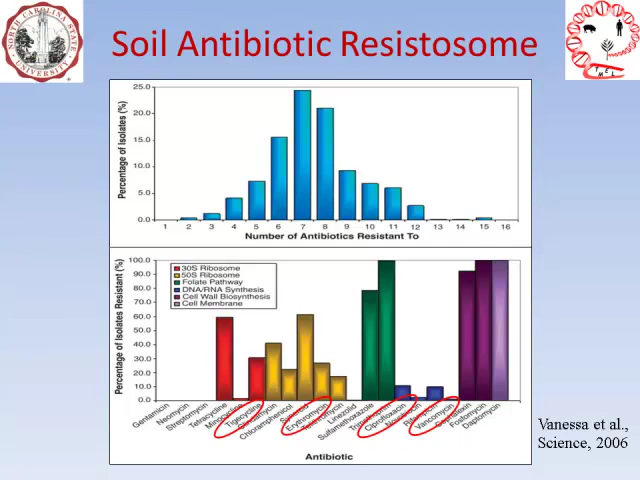 NORTH CAROLINA STATE UNIVERSITY
T M E L
Soil Antibiotic Resistosome
Percentage of Isolates (%)
25.0
20.0
15.0
10.0
5.0
0.0
1 2 3 4 5 6 7 8 9 10 11 12 13 14 15 16
Number of Antibiotics Resistant To
Percentage of Isolates Resistant (%)
100.0
90.0
80.0
70.0
60.0
50.0
40.0
30.0
20.0
10.0
0.0
30S Ribosome
50S Ribosome
Folate Pathway
DNA/RNA Synthesis
Cell Wall Biosynthesis
Cell Membrane
Gentamicin
Neomycin
Streptomycin
Tetracycline
Minocycline
Tigecycline
Chloramphenicol
Synercid
Erythromycin
Linezolid
Sulfamethoxazole
Trimethoprim
Ciprofloxacin
Vancomycin
Cephalexin
Fosfomycin
Daptomycin
Antibiotic
Vanessa et al.,
Science, 2006